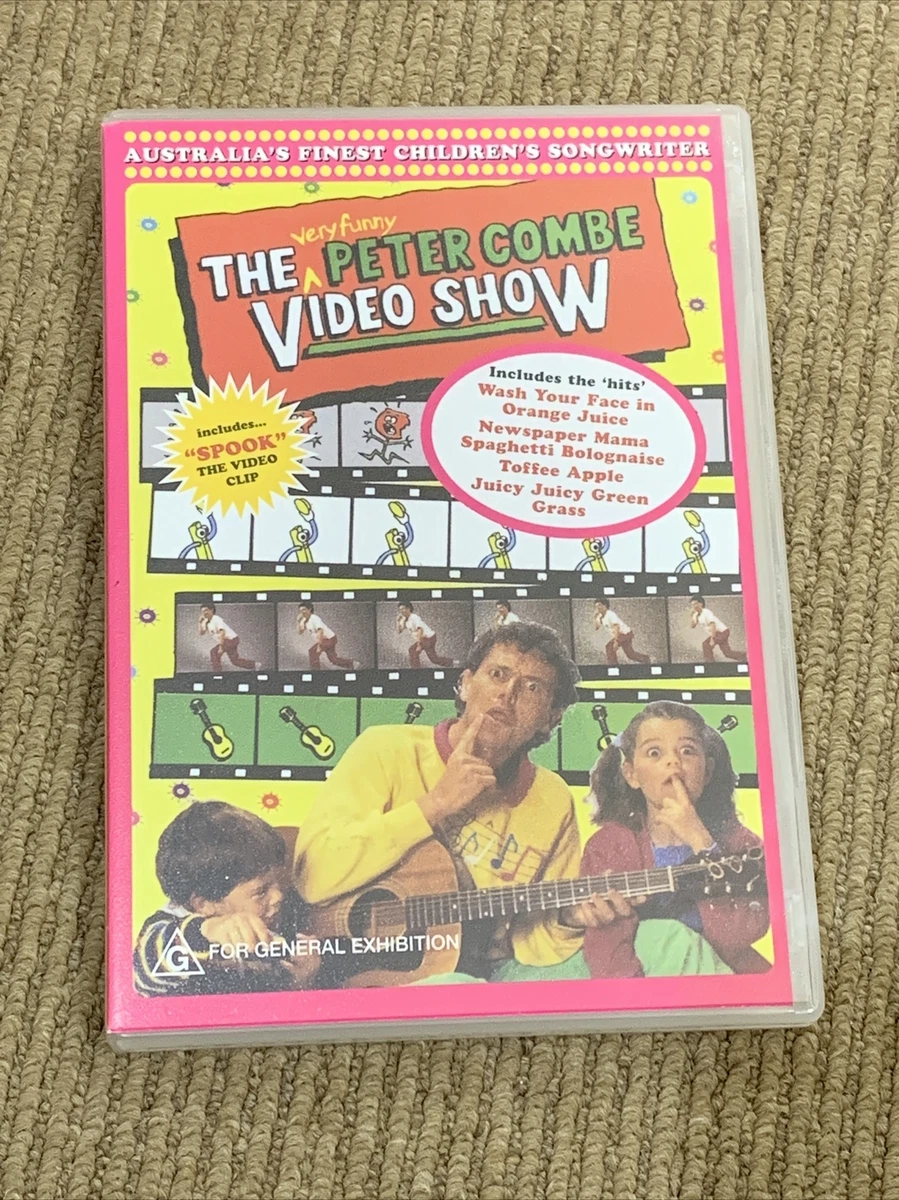 AUSTRALIA'S FINEST CHILDREN'S SONGWRITER
very funny
THE PETER COMBE
VIDEO SHOW
Includes the 'hits'
Wash Your Face in
Orange Juice
Newspaper Mama
Spaghetti Bolognaise
Toffee Apple
Juicy Juicy Green
Grass
includes...
"SPOOK"
THE VIDEO
CLIP
G FOR GENERAL EXHIBITION